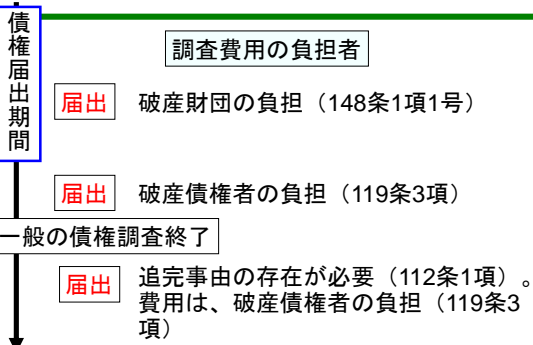 債権届出期間
調査費用の負担者
届出 破産財団の負担（148条1項1号）
届出 破産債権者の負担（119条3項）
一般の債権調査終了
届出 追完事由の存在が必要（112条1項）。
費用は、破産債権者の負担（119条3
項）